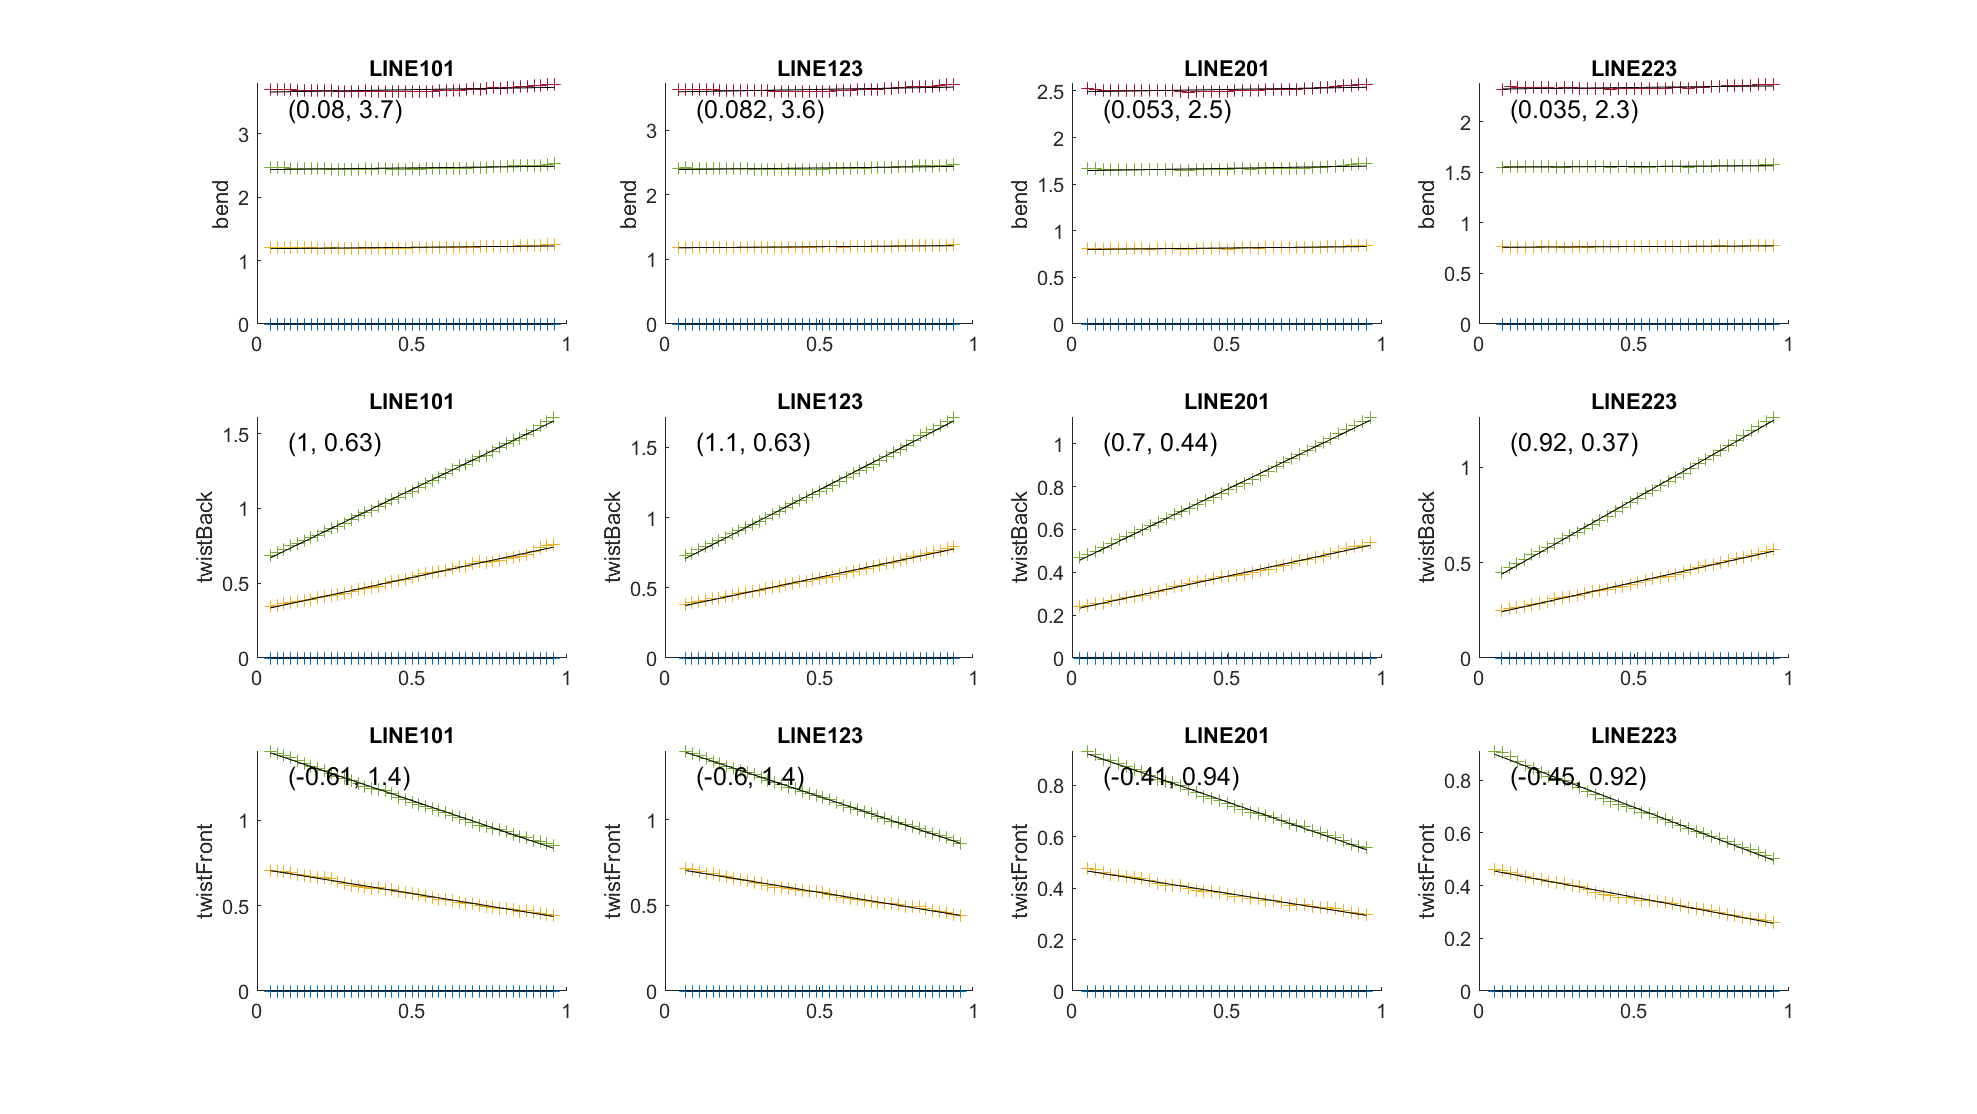 LINE101
LINE123
LINE201
LINE223
(0.08, 3.7)
(0.082, 3.6)
(0.053, 2.5)
(0.035, 2.3)
bend
3
2
1
0
0 0.5 1
bend
3
2
1
0
0 0.5 1
bend
2.5
2
1.5
1
0.5
0
0 0.5 1
bend
2
1.5
1
0.5
0
0 0.5 1
LINE101
LINE123
LINE201
LINE223
(1, 0.63)
(1.1, 0.63)
(0.7, 0.44)
(0.92, 0.37)
twistBack
1.5
1
0.5
0
0 0.5 1
twistBack
1.5
1
0.5
0
0 0.5 1
twistBack
1
0.8
0.6
0.4
0.2
0
0 0.5 1
twistBack
1
0.5
0
0 0.5 1
LINE101
LINE123
LINE201
LINE223
(-0.61, 1.4)
(-0.6, 1.4)
(-0.41, 0.94)
(-0.45, 0.92)
twistFront
1
0.5
0
0 0.5 1
twistFront
1
0.5
0
0 0.5 1
twistFront
0.8
0.6
0.4
0.2
0
0 0.5 1
twistFront
0.8
0.6
0.4
0.2
0
0 0.5 1